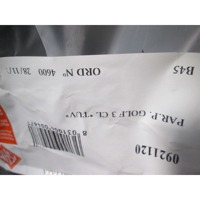 B45
ORD N° 4600 28/11/
PAR.P. GOLF 3 CL. *TUV*
0921120